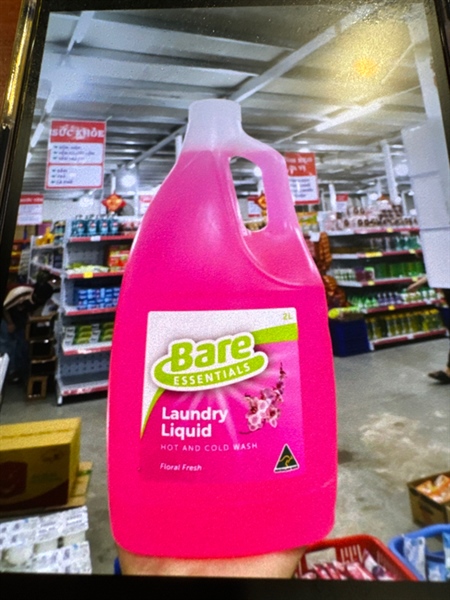 SỨC KHỎE
2L
Bare
ESSENTIALS
Laundry
Liquid
HOT AND COLD WASH
Floral Fresh